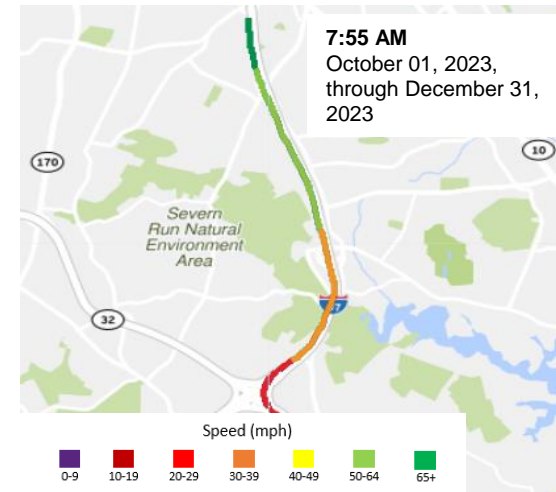 7:55 AM
October 01, 2023,
through December 31,
2023
170
10
Severn
Run Natural
Environment
Area
32
Speed (mph)
0-9
10-19
20-29
30-39
40-49
50-64
65+